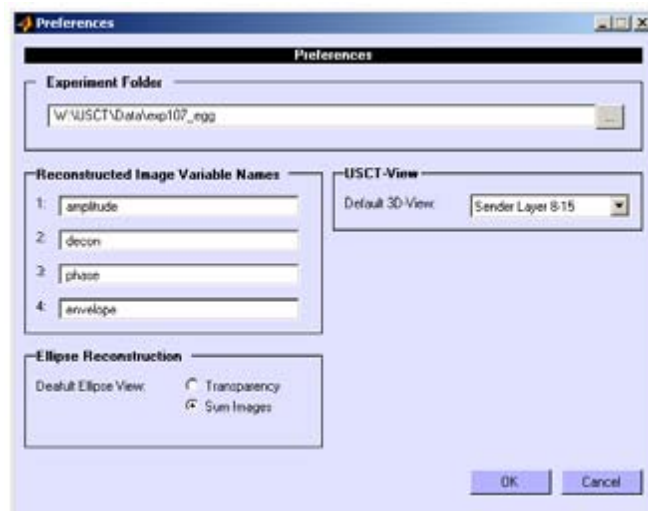 Preferences
Preferences
Experiment Folder
W:\USCT\Data\exp107_egg
...
Reconstructed Image Variable Names
1: amplitude
2: decon
3: phase
4: envelope
USCT-View
Default 3D-View: Sender Layer 8-15
Ellipse Reconstruction
Deafult Ellipse View: Transparency
Sum Images
OK Cancel